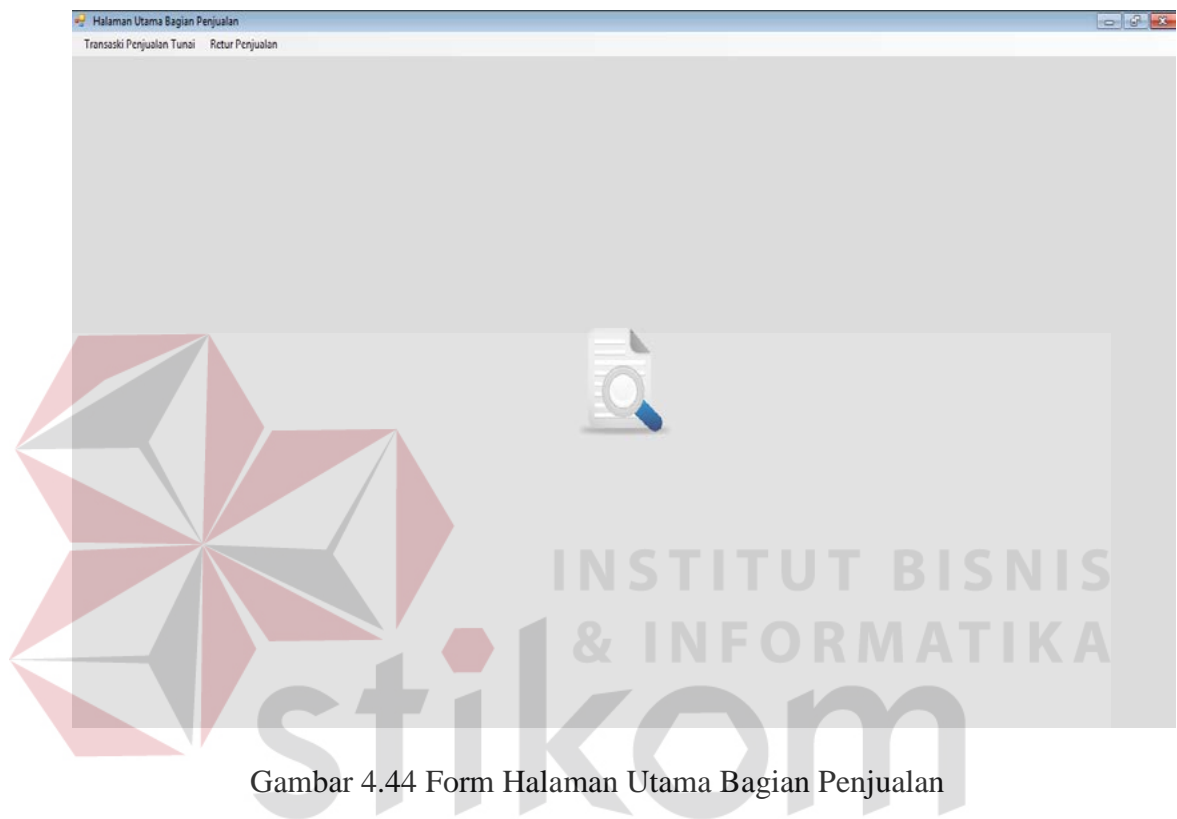 Halaman Utama Bagian Penjualan
Transaski Penjualan Tunai Retur Penjualan
INSTITUT BISNIS
& INFORMATIKA
stikom
Gambar 4.44 Form Halaman Utama Bagian Penjualan